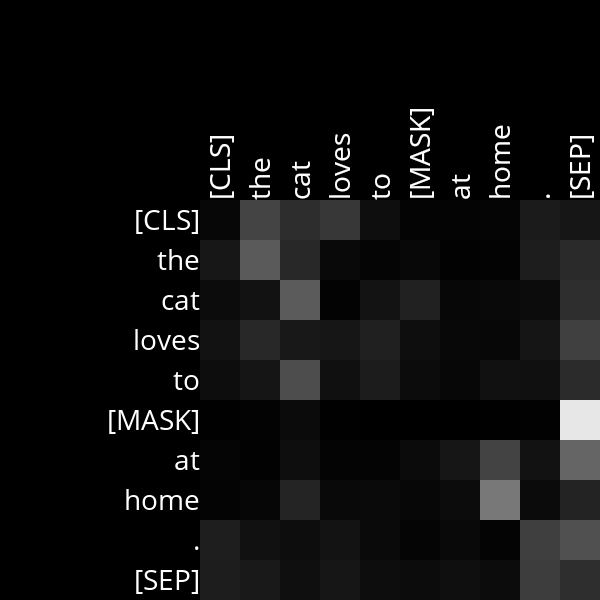 [CLS] the cat loves to [MASK] at home . [SEP]
[CLS]
the
cat
loves
to
[MASK]
at
home
.
[SEP]